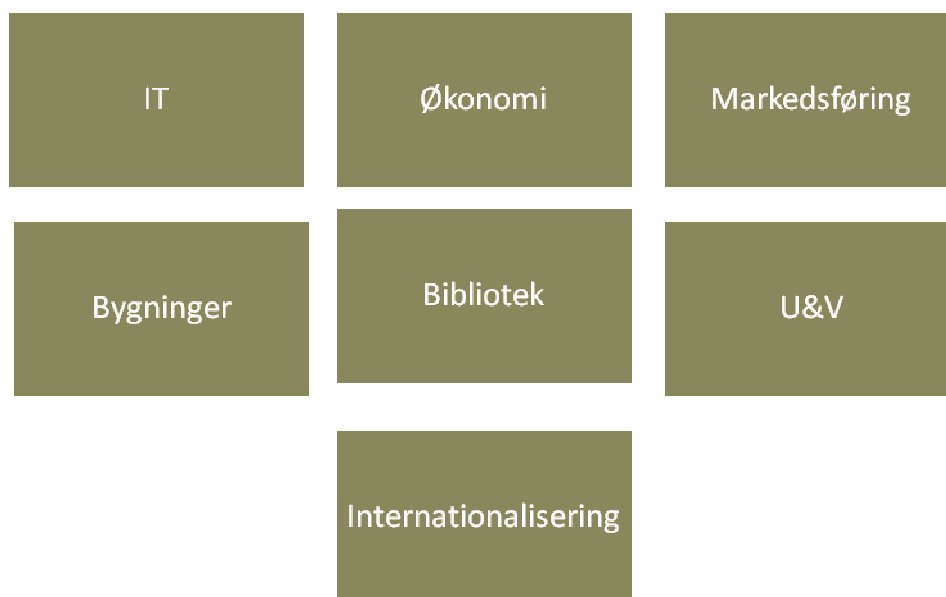 IT
Økonomi
Markedsføring
Bygninger
Bibliotek
U&V
Internationalisering